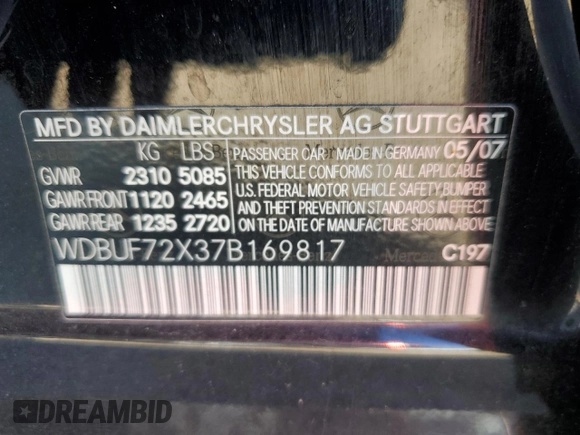 MFD BY DAIMLERCHRYSLER AG STUTTGART
KG LBS PASSENGER CAR MADE IN GERMANY 05/07
GVWR 2310 5085 THIS VEHICLE CONFORMS TO ALL APPLICABLE
GAWR FRONT 1120 2465 U.S. FEDERAL MOTOR VEHICLE SAFETY, BUMPER
GAWR REAR 1235 2720 AND THEFT PREVENTION STANDARDS IN EFFECT
ON THE DATE OF MANUFACTURE SHOWN ABOVE
WDBUF72X37B169817 C197
DREAMBID